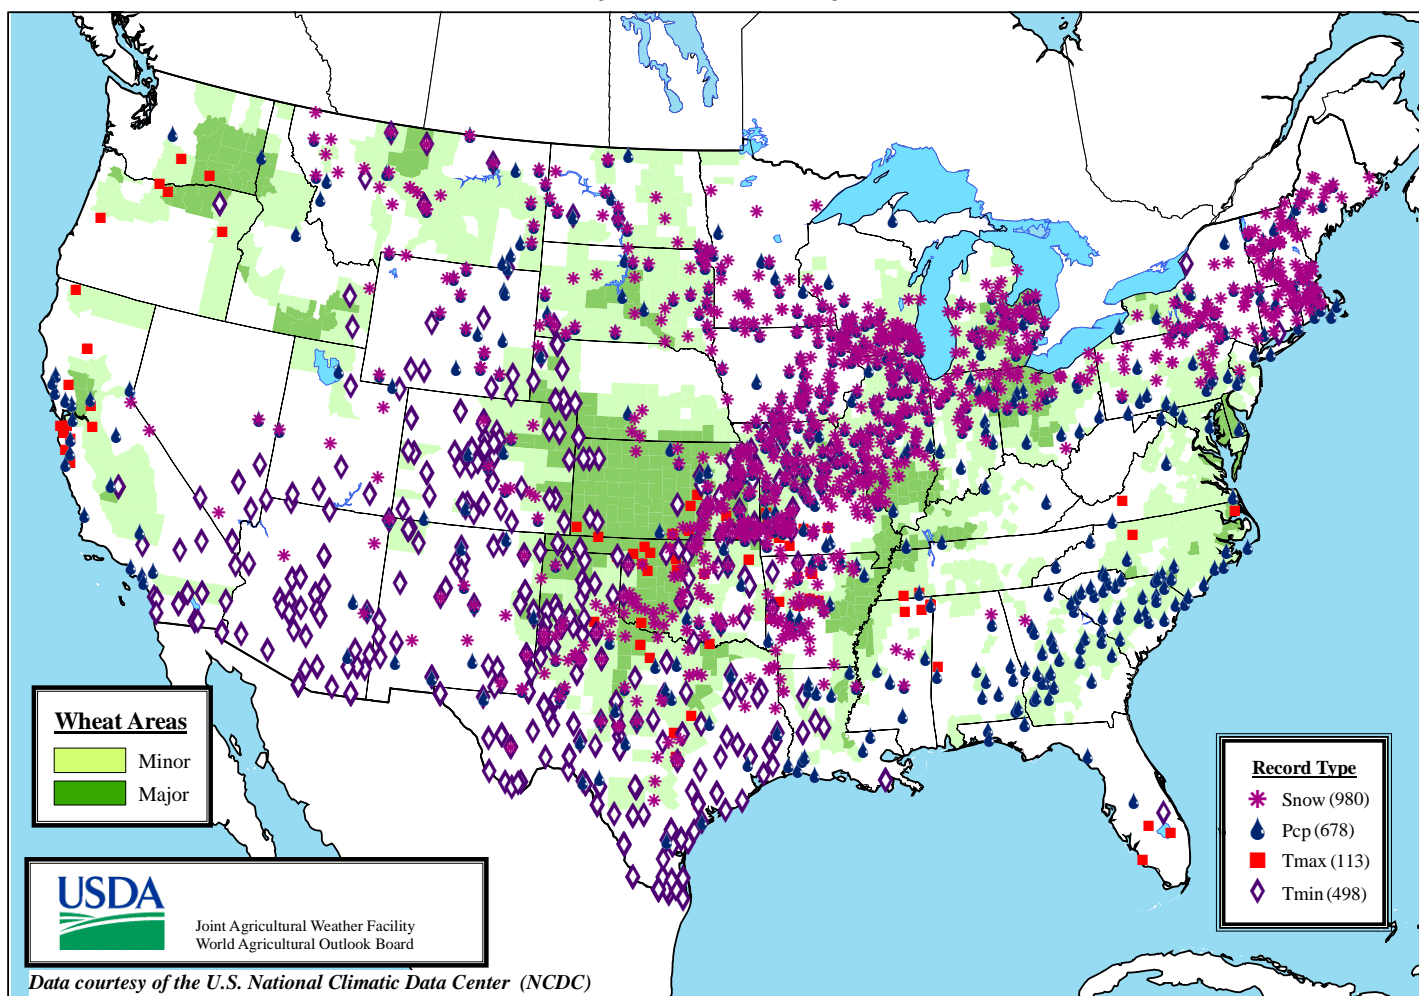 Wheat Areas
Minor
Major
Record Type
Snow (980)
Pcp (678)
Tmax (113)
Tmin (498)
USDA
Joint Agricultural Weather Facility
World Agricultural Outlook Board
Data courtesy of the U.S. National Climatic Data Center (NCDC)